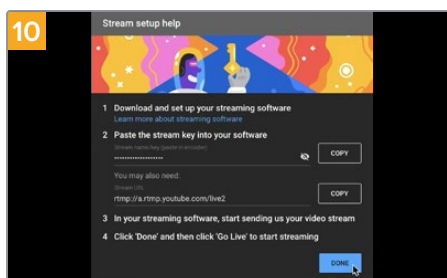 10
Stream setup help
1 Download and set up your streaming software
Learn more about streaming software
2 Paste the stream key into your software
Stream name/key (paste in encoder)
••••••••••••••••••••
COPY
You may also need:
Stream URL
rtmp://a.rtmp.youtube.com/live2
COPY
3 In your streaming software, start sending us your video stream
4 Click 'Done' and then click 'Go Live' to start streaming
DONE